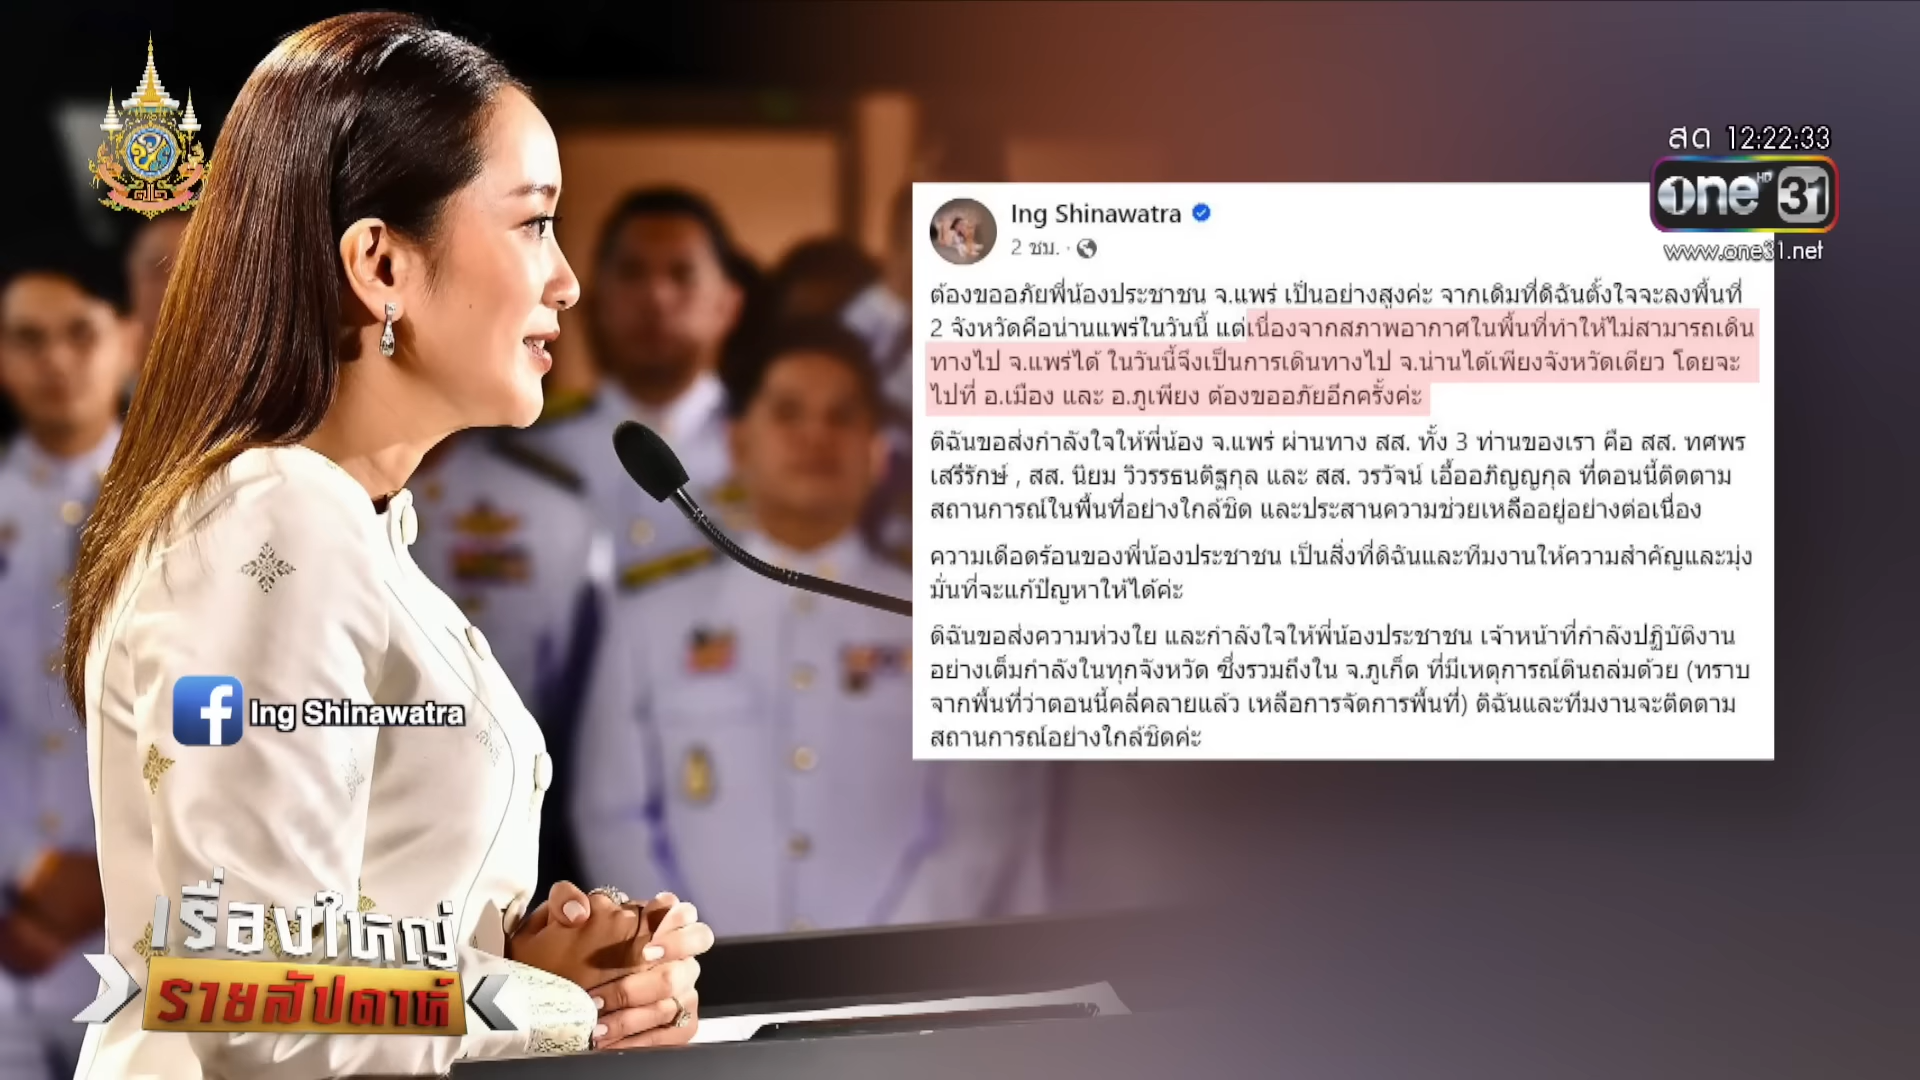 สด 12:22:33
one HD 31
www.one31.net
Ing Shinawatra
2 ชม. ·
ต้องขออภัยพี่น้องประชาชน จ.แพร่ เป็นอย่างสูงค่ะ จากเดิมที่ดิฉันตั้งใจจะลงพื้นที่
2 จังหวัดคือน่านแพร่ในวันนี้ แต่เนื่องจากสภาพอากาศในพื้นที่ทำให้ไม่สามารถเดิน
ทางไป จ.แพร่ได้ ในวันนี้จึงเป็นการเดินทางไป จ.น่านได้เพียงจังหวัดเดียว โดยจะ
ไปที่ อ.เมือง และ อ.ภูเพียง ต้องขออภัยอีกครั้งค่ะ
ดิฉันขอส่งกำลังใจให้พี่น้อง จ.แพร่ ผ่านทาง สส. ทั้ง 3 ท่านของเรา คือ สส. ทศพร
เสรีรักษ์ , สส. นิยม วิวรรธนดิฐกุล และ สส. วรวัจน์ เอื้ออภิญญกุล ที่ตอนนี้ติดตาม
สถานการณ์ในพื้นที่อย่างใกล้ชิด และประสานความช่วยเหลืออยู่อย่างต่อเนื่อง
ความเดือดร้อนของพี่น้องประชาชน เป็นสิ่งที่ดิฉันและทีมงานให้ความสำคัญและมุ่ง
มั่นที่จะแก้ปัญหาให้ได้ค่ะ
ดิฉันขอส่งความห่วงใย และกำลังใจให้พี่น้องประชาชน เจ้าหน้าที่กำลังปฏิบัติงาน
อย่างเต็มกำลังในทุกจังหวัด ซึ่งรวมถึงใน จ.ภูเก็ต ที่มีเหตุการณ์ดินถล่มด้วย (ทราบ
จากพื้นที่ว่าตอนนี้คลี่คลายแล้ว เหลือการจัดการพื้นที่) ดิฉันและทีมงานจะติดตาม
สถานการณ์อย่างใกล้ชิดค่ะ
f Ing Shinawatra
เรื่องใหญ่
รายสัปดาห์